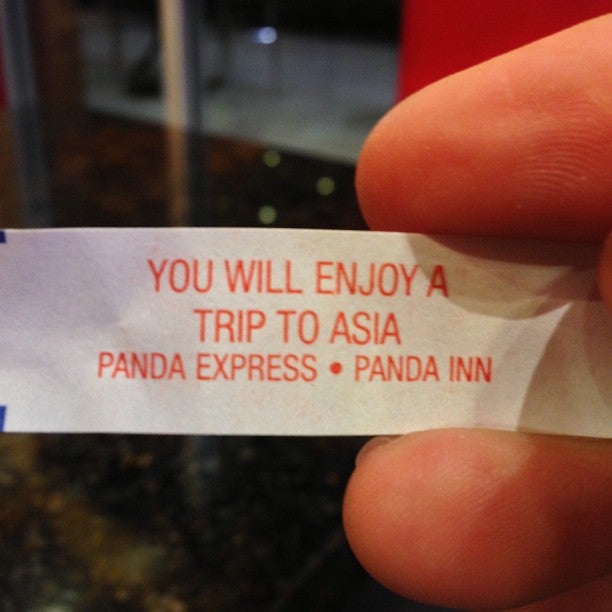 YOU WILL ENJOY A
TRIP TO ASIA
PANDA EXPRESS • PANDA INN